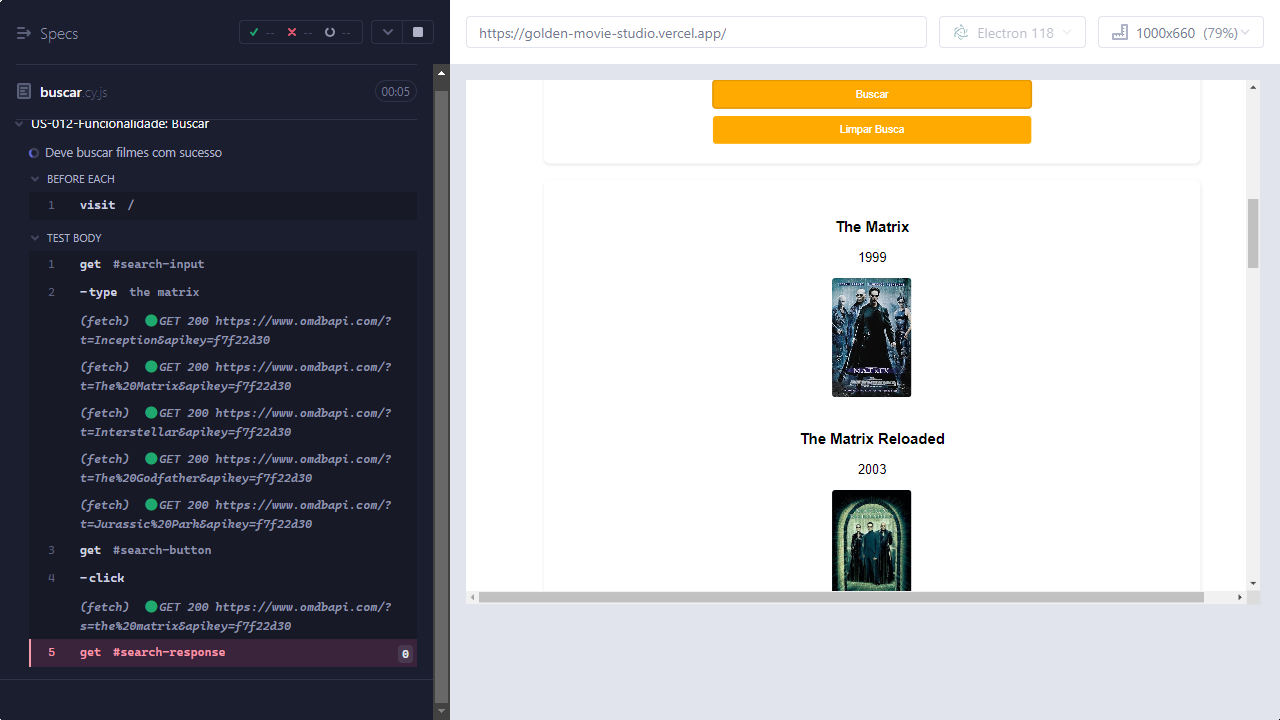 Specs
-- -- --
buscar.cy.js
00:05
US-012-Funcionalidade: Buscar
Deve buscar filmes com sucesso
BEFORE EACH
1 visit /
TEST BODY
1 get #search-input
2 -type the matrix
(fetch) GET 200 https://www.omdbapi.com/?
t=Inception&apikey=f7f22d30
(fetch) GET 200 https://www.omdbapi.com/?
t=The%20Matrix&apikey=f7f22d30
(fetch) GET 200 https://www.omdbapi.com/?
t=Interstellar&apikey=f7f22d30
(fetch) GET 200 https://www.omdbapi.com/?
t=The%20Godfather&apikey=f7f22d30
(fetch) GET 200 https://www.omdbapi.com/?
t=Jurassic%20Park&apikey=f7f22d30
3 get #search-button
4 -click
(fetch) GET 200 https://www.omdbapi.com/?
s=the%20matrix&apikey=f7f22d30
5 get #search-response 0
https://golden-movie-studio.vercel.app/
Electron 118
1000x660 (79%)
Buscar
Limpar Busca
The Matrix
1999
MATRIX
The Matrix Reloaded
2003